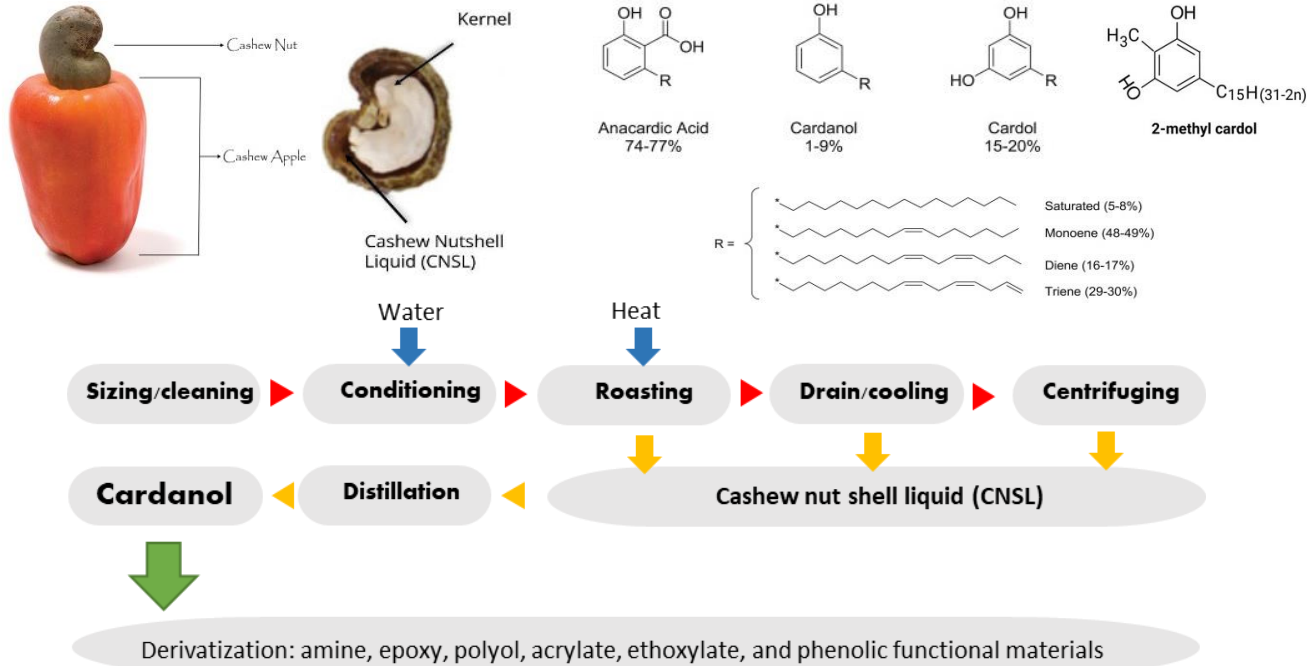 Cashew Nut
Cashew Apple
Kernel
Cashew Nutshell
Liquid (CNSL)
OH
O
OH
R
Anacardic Acid
74-77%
OH
R
Cardanol
1-9%
OH
HO
R
Cardol
15-20%
OH
H₃C
HO
C₁₅H(31-2n)
2-methyl cardol
R =
* Saturated (5-8%)
* Monoene (48-49%)
* Diene (16-17%)
* Triene (29-30%)
Water
Heat
Sizing/cleaning
Conditioning
Roasting
Drain/cooling
Centrifuging
Cardanol
Distillation
Cashew nut shell liquid (CNSL)
Derivatization: amine, epoxy, polyol, acrylate, ethoxylate, and phenolic functional materials